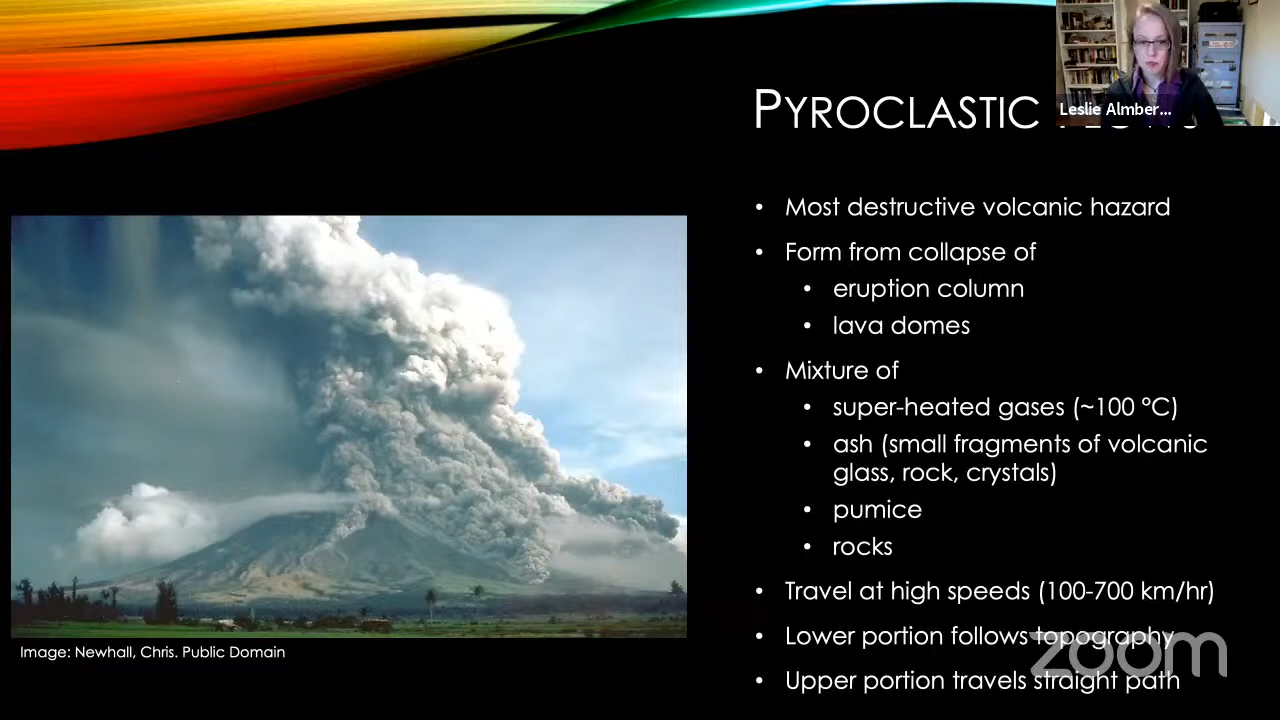 Leslie Almber...
PYROCLASTIC
• Most destructive volcanic hazard
• Form from collapse of
• eruption column
• lava domes
• Mixture of
• super-heated gases (~100 °C)
• ash (small fragments of volcanic
glass, rock, crystals)
• pumice
• rocks
• Travel at high speeds (100-700 km/hr)
• Lower portion follows topography
• Upper portion travels straight path
Image: Newhall, Chris. Public Domain
zoom